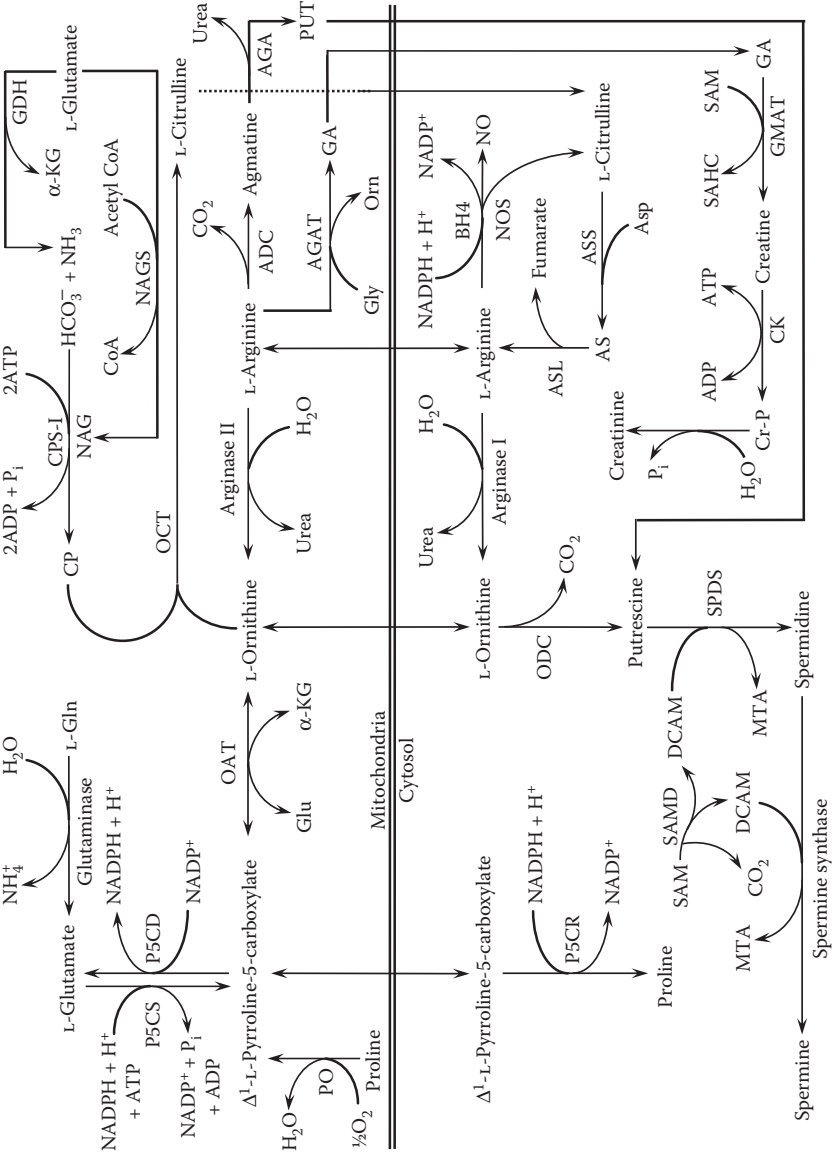 NH₄⁺
H₂O
2ADP + Pᵢ
2ATP
Glutaminase
L-Glutamate
L-Gln
CP
CPS-I
NAG
HCO₃⁻ + NH₃
α-KG
GDH
L-Glutamate
CoA
NAGS
Acetyl CoA
NADPH + H⁺
+ ATP
P5CS
NADP⁺ + Pᵢ
+ ADP
NADPH + H⁺
P5CD
NADP⁺
OCT
L-Citrulline
Urea
CO₂
OAT
Arginase II
ADC
AGA
PUT
Δ¹-L-Pyrroline-5-carboxylate
L-Ornithine
L-Arginine
Agmatine
H₂O
PO
½O₂
Proline
Glu
α-KG
Urea
H₂O
AGAT
Gly
Orn
GA
Mitochondria
Cytosol
Urea
H₂O
NADPH + H⁺
BH4
NADP⁺
Δ¹-L-Pyrroline-5-carboxylate
L-Ornithine
L-Arginine
NO
Arginase I
NOS
NADPH + H⁺
P5CR
NADP⁺
ODC
CO₂
ASL
Fumarate
AS
ASS
Asp
L-Citrulline
Proline
Putrescine
Creatinine
Pᵢ
H₂O
Cr-P
ADP
ATP
CK
Creatine
SAHC
SAM
GMAT
GA
SAM
SAMD
DCAM
DCAM
CO₂
MTA
SPDS
MTA
Spermine
Spermine synthase
Spermidine